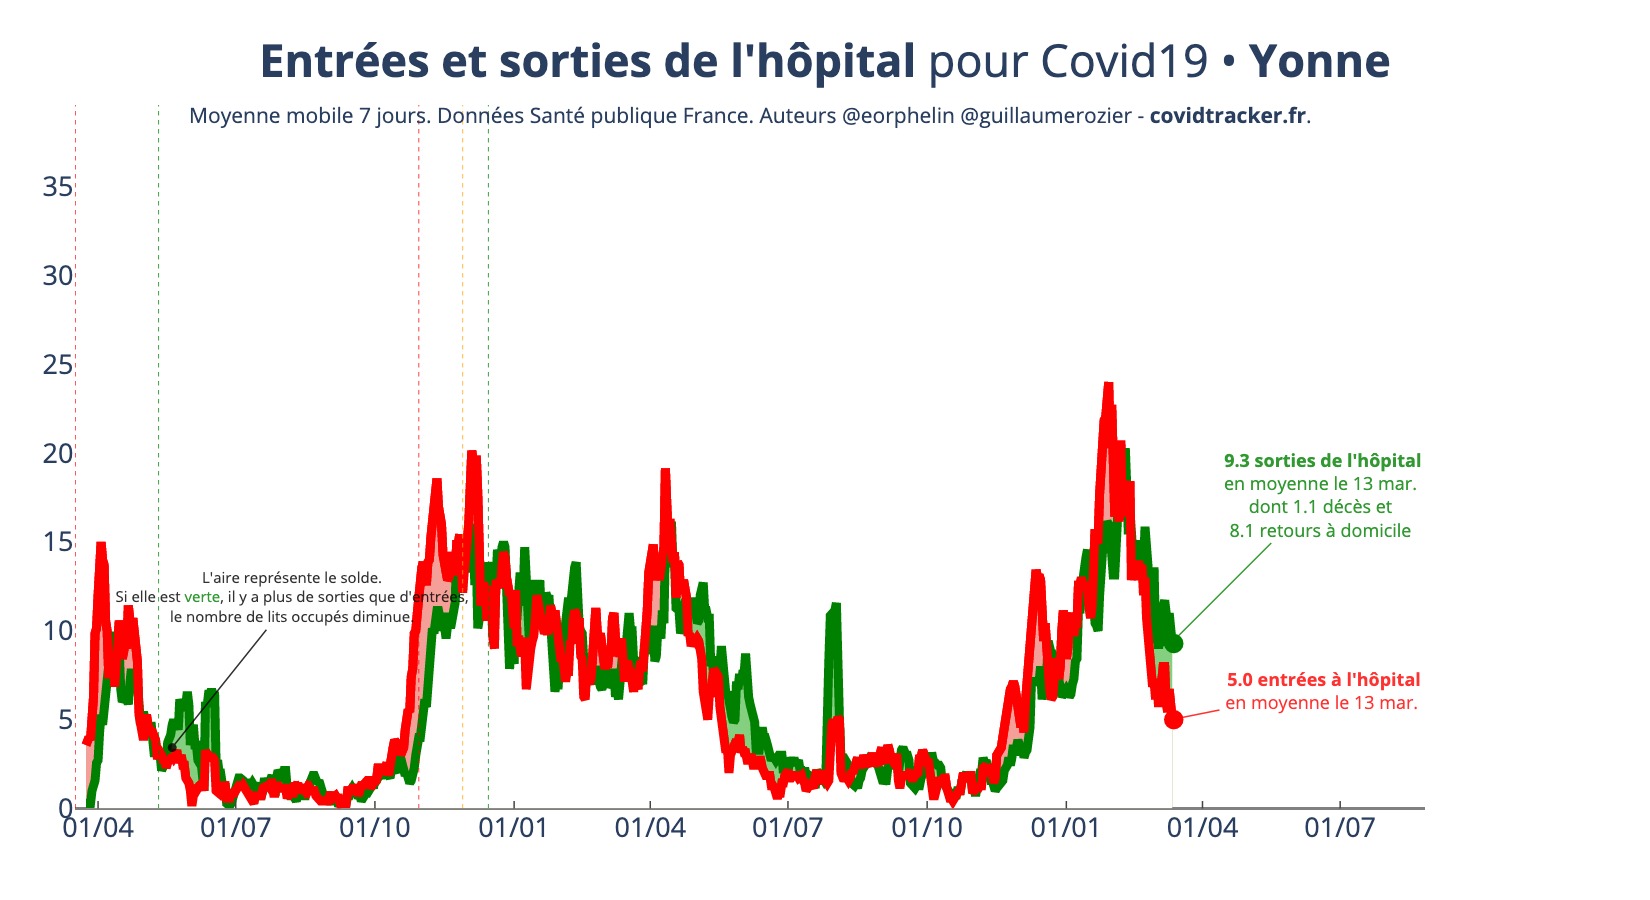 Entrées et sorties de l'hôpital pour Covid19 • Yonne
Moyenne mobile 7 jours. Données Santé publique France. Auteurs @eorphelin @guillaumerozier - covidtracker.fr.
35
30
25
20
15
10
5
0
9.3 sorties de l'hôpital
en moyenne le 13 mar.
dont 1.1 décès et
8.1 retours à domicile
L'aire représente le solde.
Si elle est verte, il y a plus de sorties que d'entrées,
le nombre de lits occupés diminue.
5.0 entrées à l'hôpital
en moyenne le 13 mar.
01/04 01/07 01/10 01/01 01/04 01/07 01/10 01/01 01/04 01/07